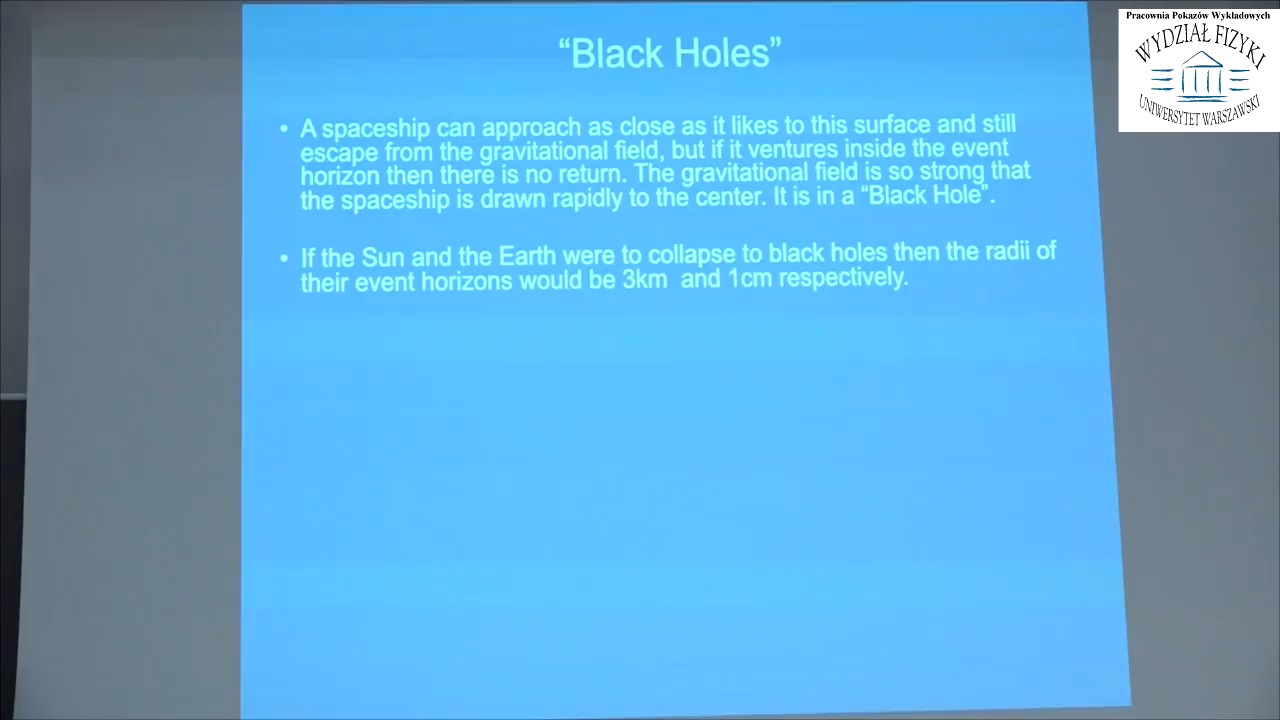 Pracownia Pokazów Wykładowych
WYDZIAŁ FIZYKI
UNIWERSYTET WARSZAWSKI
“Black Holes”
• A spaceship can approach as close as it likes to this surface and still
escape from the gravitational field, but if it ventures inside the event
horizon then there is no return. The gravitational field is so strong that
the spaceship is drawn rapidly to the center. It is in a “Black Hole”.
• If the Sun and the Earth were to collapse to black holes then the radii of
their event horizons would be 3km and 1cm respectively.